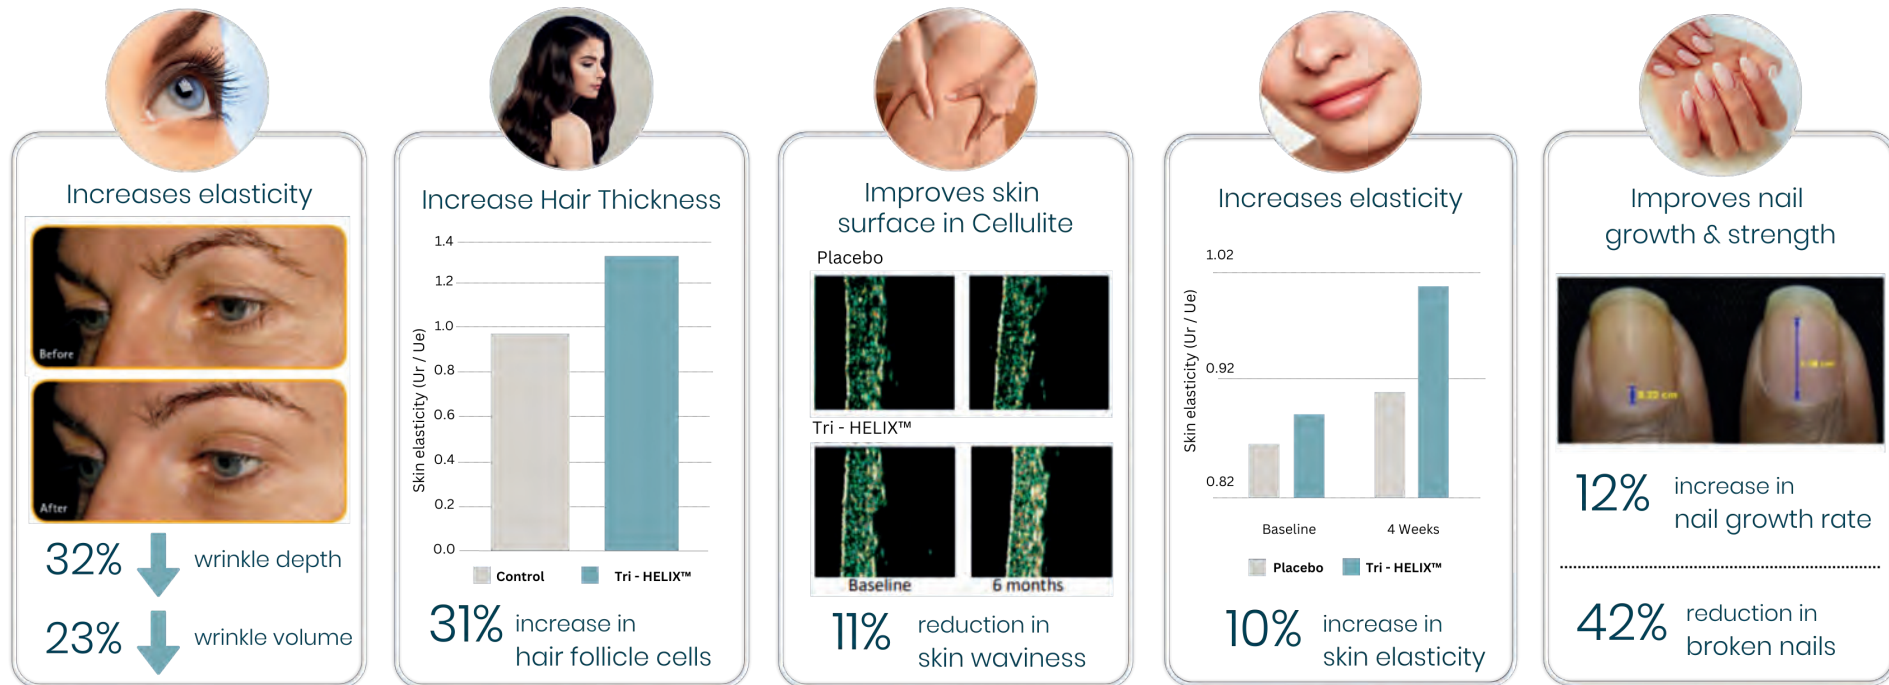 Increases elasticity
Before
After
32%
wrinkle depth
23%
wrinkle volume
Increase Hair Thickness
Skin elasticity (Ur / Ue)
1.4
1.2
1.0
0.8
0.6
0.4
0.2
0.0
Control
Tri - HELIX™
31%
increase in
hair follicle cells
Improves skin
surface in Cellulite
Placebo
Tri - HELIX™
Baseline
6 months
11%
reduction in
skin waviness
Increases elasticity
Skin elasticity (Ur / Ue)
1.02
0.92
0.82
Baseline
4 Weeks
Placebo
Tri - HELIX™
10%
increase in
skin elasticity
Improves nail
growth & strength
cm
cm
12%
increase in
nail growth rate
42%
reduction in
broken nails